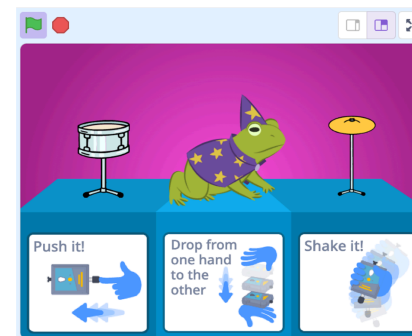 Push it!
Drop from
one hand
to the
other
Shake it!